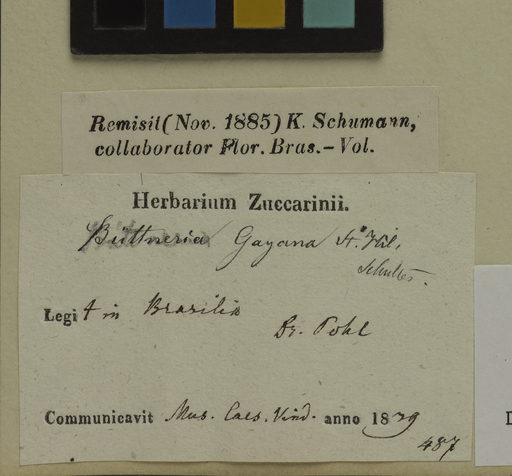 Remisit (Nov. 1885) K. Schumann,
collaborator Flor. Bras. – Vol.
Herbarium Zuccarinii.
Büttneria Gayana St. Hil.
Schultes.
Legit in Brasilia
Dr. Pohl
Communicavit Mus. Caes. Vind. anno 1839
487
D